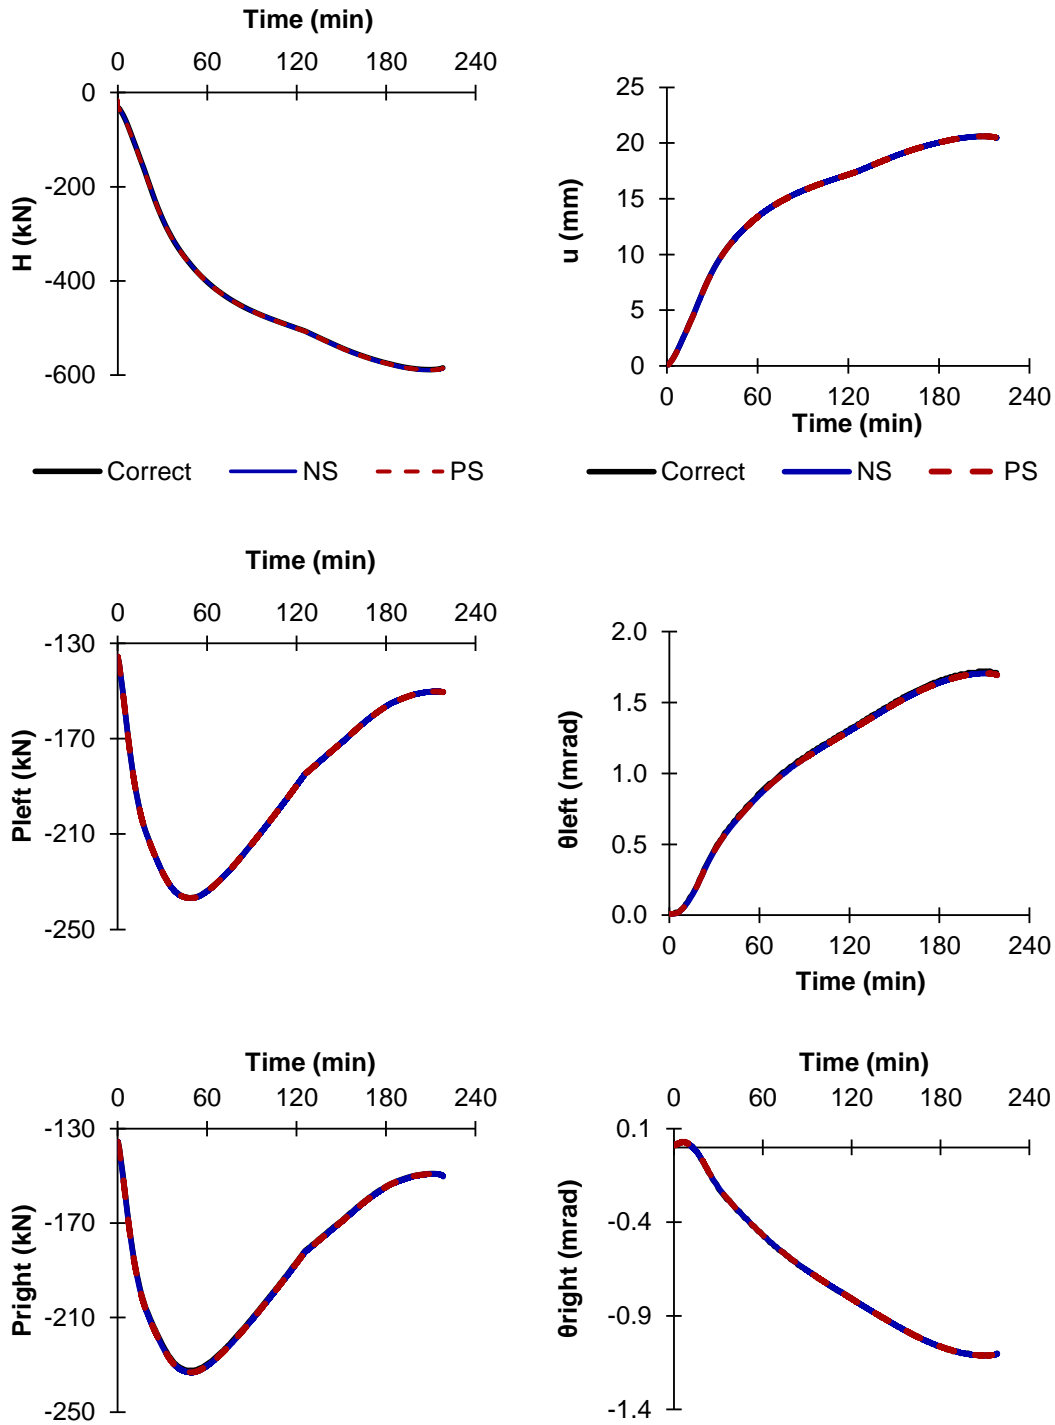 Time (min)
0 60 120 180 240
0
-200
-400
-600
H (kN)
25
20
15
10
5
0
u (mm)
0 60 120 180 240
Time (min)
Correct NS PS
Correct NS PS
Time (min)
0 60 120 180 240
-130
-170
-210
-250
Pleft (kN)
2.0
1.5
1.0
0.5
0.0
θleft (mrad)
0 60 120 180 240
Time (min)
Time (min)
0 60 120 180 240
-130
-170
-210
-250
Pright (kN)
Time (min)
0 60 120 180 240
0.1
-0.4
-0.9
-1.4
θright (mrad)